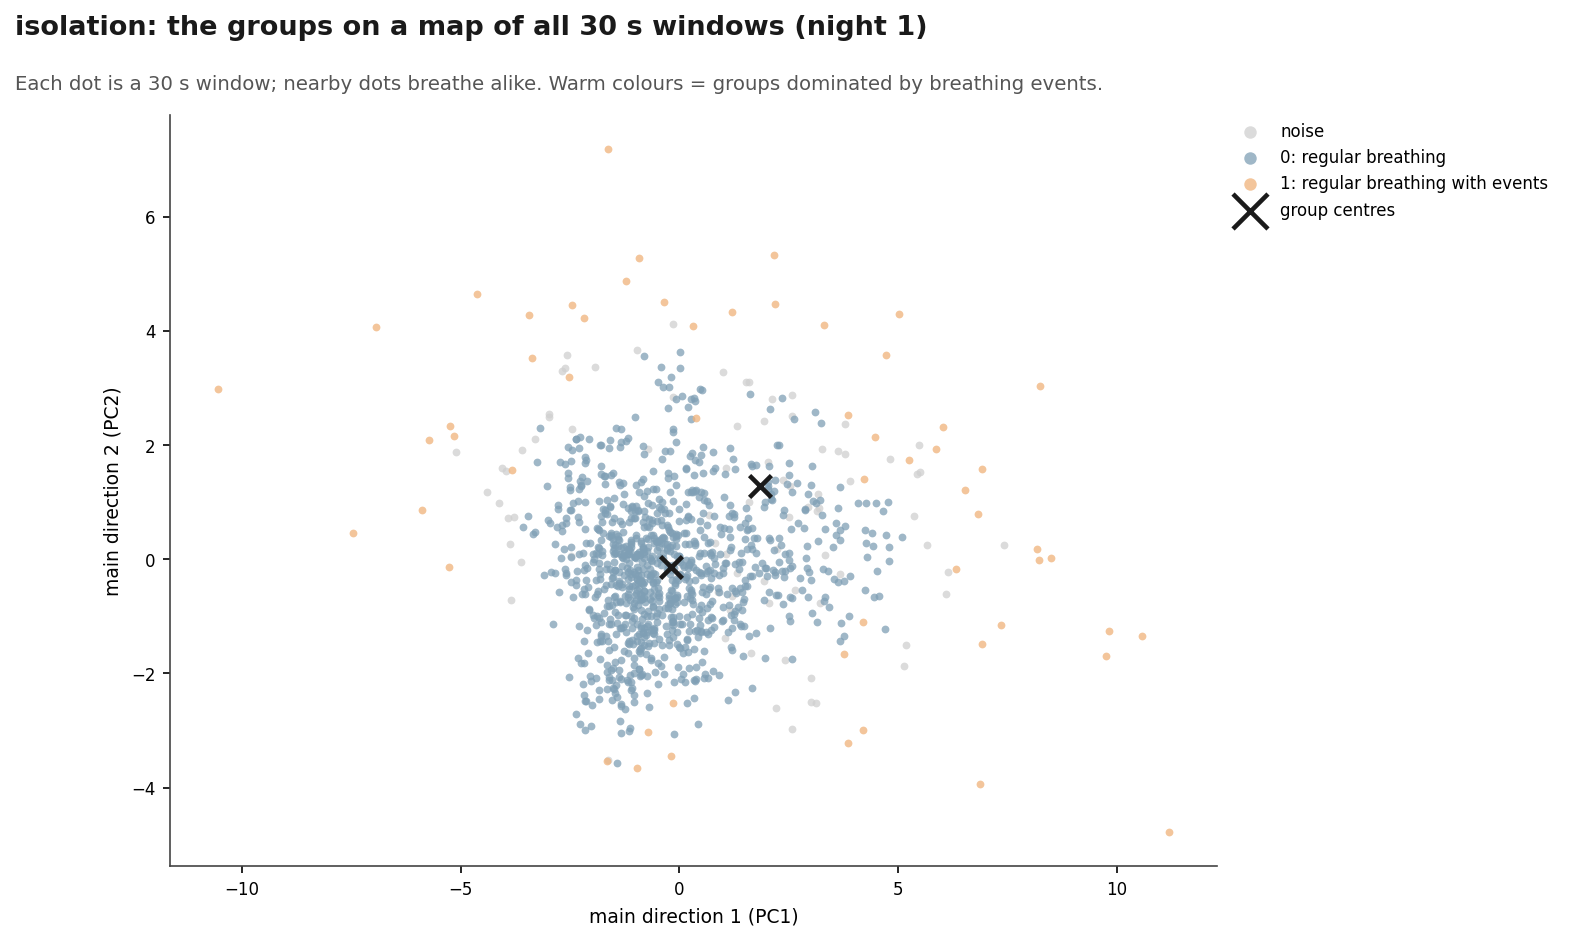 isolation: the groups on a map of all 30 s windows (night 1)
Each dot is a 30 s window; nearby dots breathe alike. Warm colours = groups dominated by breathing events.
noise
0: regular breathing
1: regular breathing with events
group centres
6
4
2
0
−2
−4
main direction 2 (PC2)
−10
−5
0
5
10
main direction 1 (PC1)